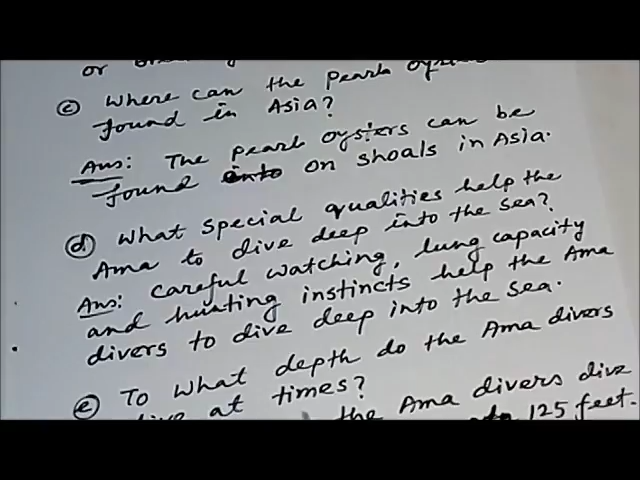 or
ⓒ Where can the pearl
found in Asia?
Ans: The pearl oysters can be
found on shoals in Asia.
ⓓ What special qualities help the
Ama to dive deep into the sea?
Ans: Careful watching, lung capacity
and hunting instincts help the Ama
divers to dive deep into the sea.
ⓔ To what depth do the Ama divers
dive at times?
the Ama divers dive
125 feet.